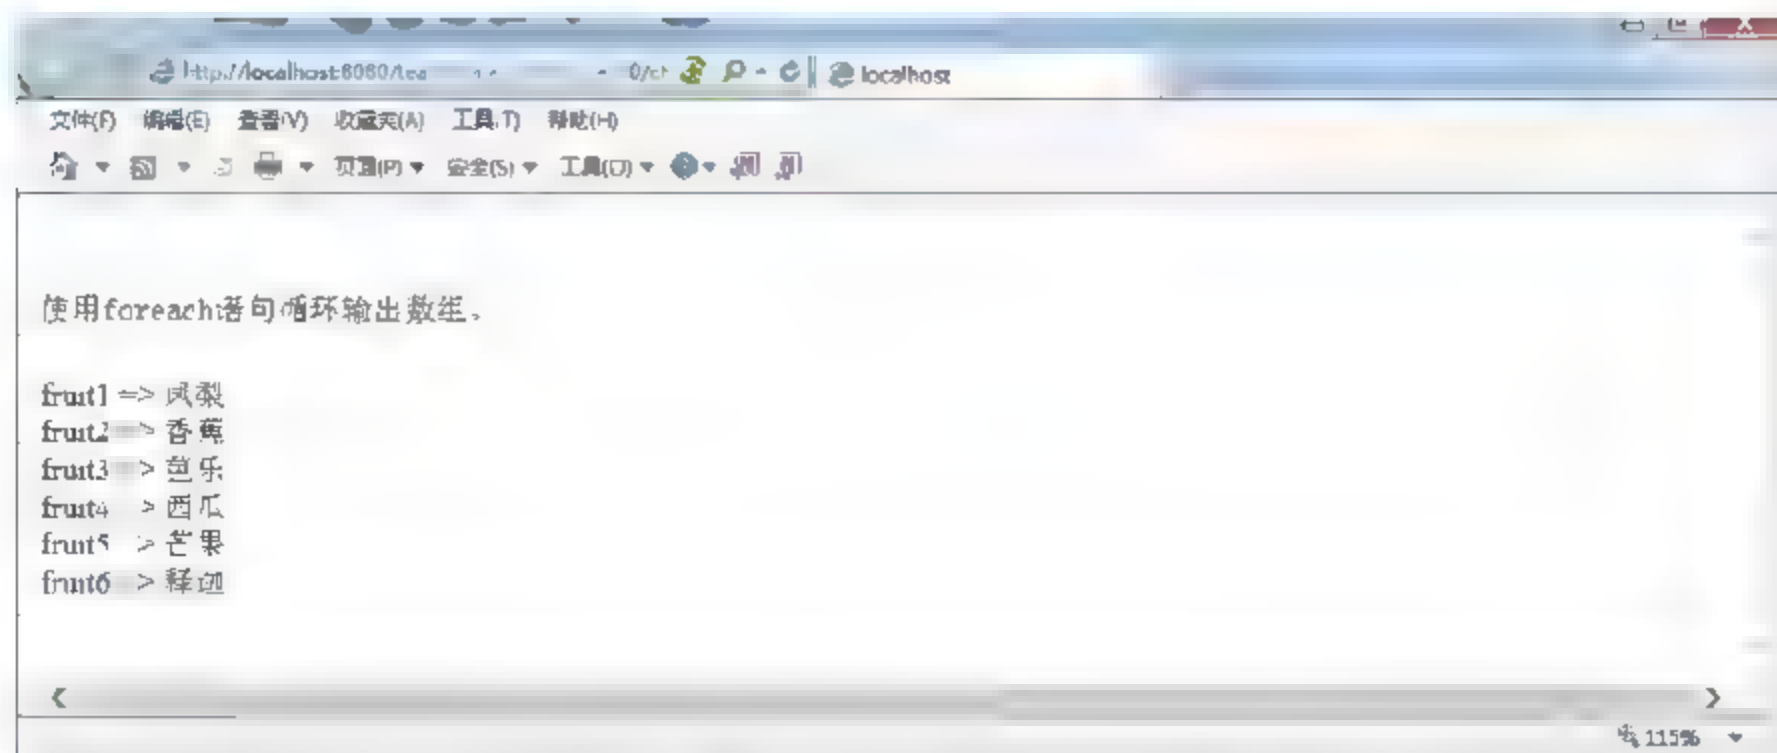 http://localhost:8080/tea 0/ch localhost
文件(F) 编辑(E) 查看(V) 收藏夹(A) 工具(T) 帮助(H)
页面(P) 安全(S) 工具(O)
使用foreach语句循环输出数组。
fruit1 => 凤梨
fruit2 => 香蕉
fruit3 => 芭乐
fruit4 => 西瓜
fruit5 => 芒果
fruit6 => 释迦
115%